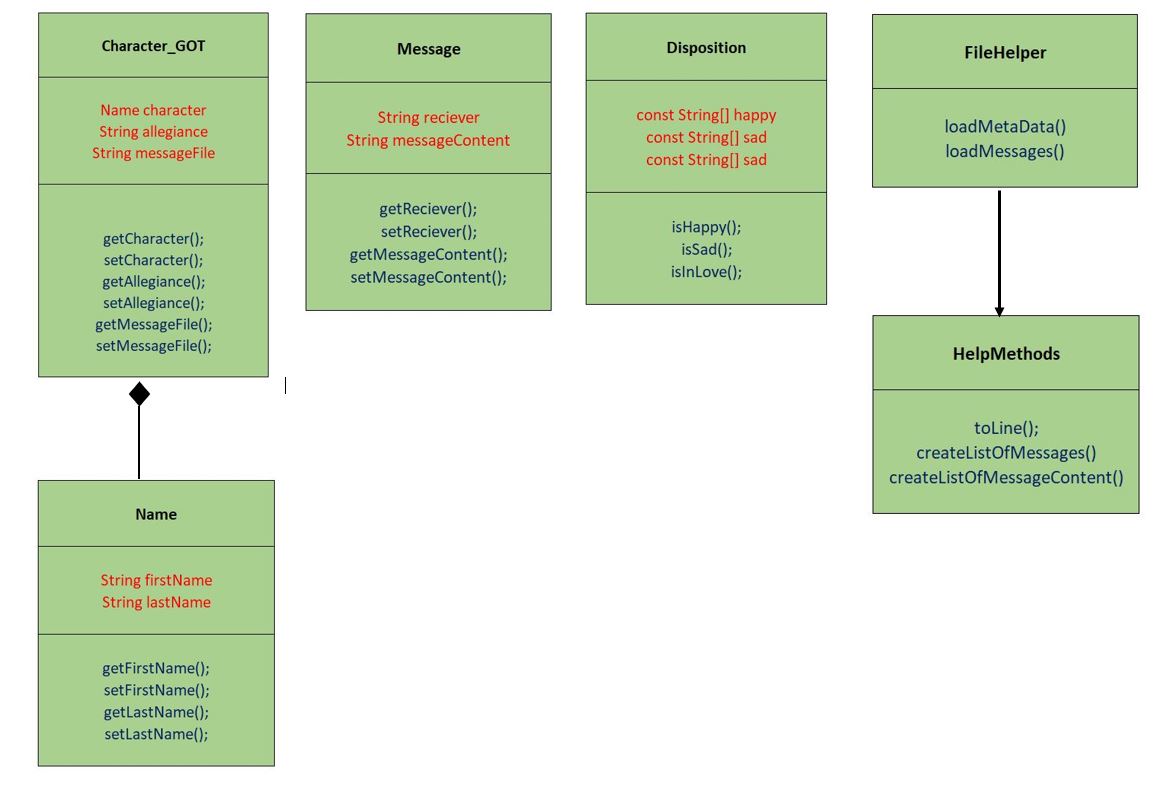 Character_GOT
Name character
String allegiance
String messageFile
getCharacter();
setCharacter();
getAllegiance();
setAllegiance();
getMessageFile();
setMessageFile();
Message
String reciever
String messageContent
getReciever();
setReciever();
getMessageContent();
setMessageContent();
Disposition
const String[] happy
const String[] sad
const String[] sad
isHappy();
isSad();
isInLove();
FileHelper
loadMetaData()
loadMessages()
HelpMethods
toLine();
createListOfMessages()
createListOfMessageContent()
Name
String firstName
String lastName
getFirstName();
setFirstName();
getLastName();
setLastName();